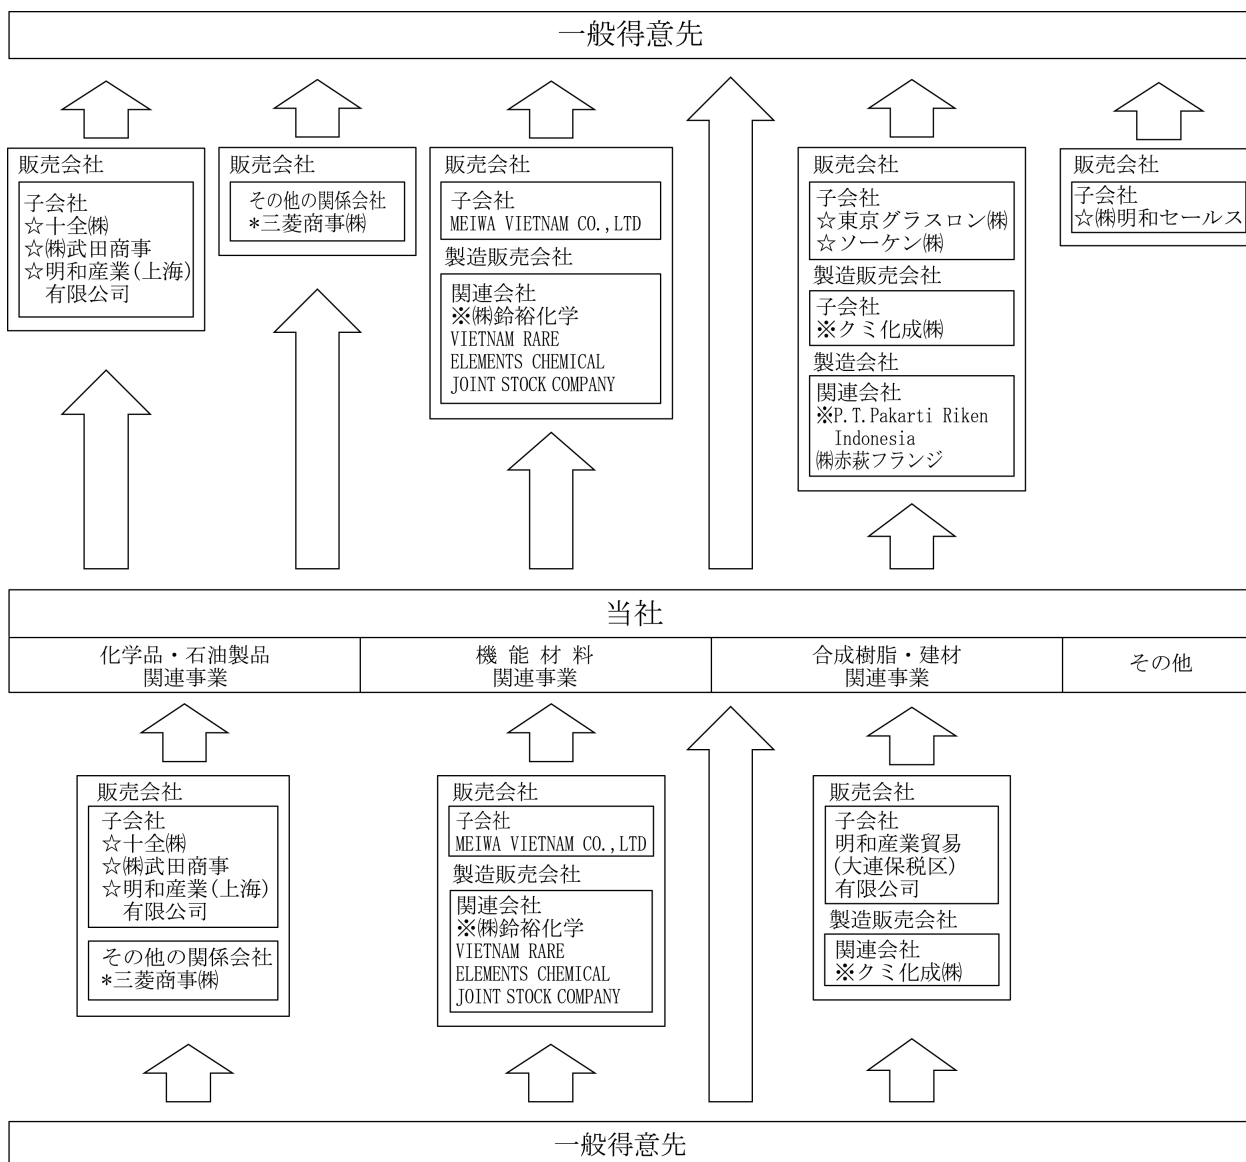 一般得意先
販売会社
子会社
☆十全㈱
☆㈱武田商事
☆明和産業(上海)
有限公司
販売会社
その他の関係会社
*三菱商事㈱
販売会社
子会社
MEIWA VIETNAM CO.,LTD
製造販売会社
関連会社
※㈱鈴裕化学
VIETNAM RARE
ELEMENTS CHEMICAL
JOINT STOCK COMPANY
販売会社
子会社
☆東京グラスロン㈱
☆ソーケン㈱
製造販売会社
子会社
※クミ化成㈱
製造会社
関連会社
※P.T.Pakarti Riken
Indonesia
㈱赤萩フランジ
販売会社
子会社
☆㈱明和セールス
当社
化学品・石油製品
関連事業
機 能 材 料
関連事業
合成樹脂・建材
関連事業
その他
販売会社
子会社
☆十全㈱
☆㈱武田商事
☆明和産業(上海)
有限公司
その他の関係会社
*三菱商事㈱
販売会社
子会社
MEIWA VIETNAM CO.,LTD
製造販売会社
関連会社
※㈱鈴裕化学
VIETNAM RARE
ELEMENTS CHEMICAL
JOINT STOCK COMPANY
販売会社
子会社
明和産業貿易
(大連保税区)
有限公司
製造販売会社
関連会社
※クミ化成㈱
一般得意先